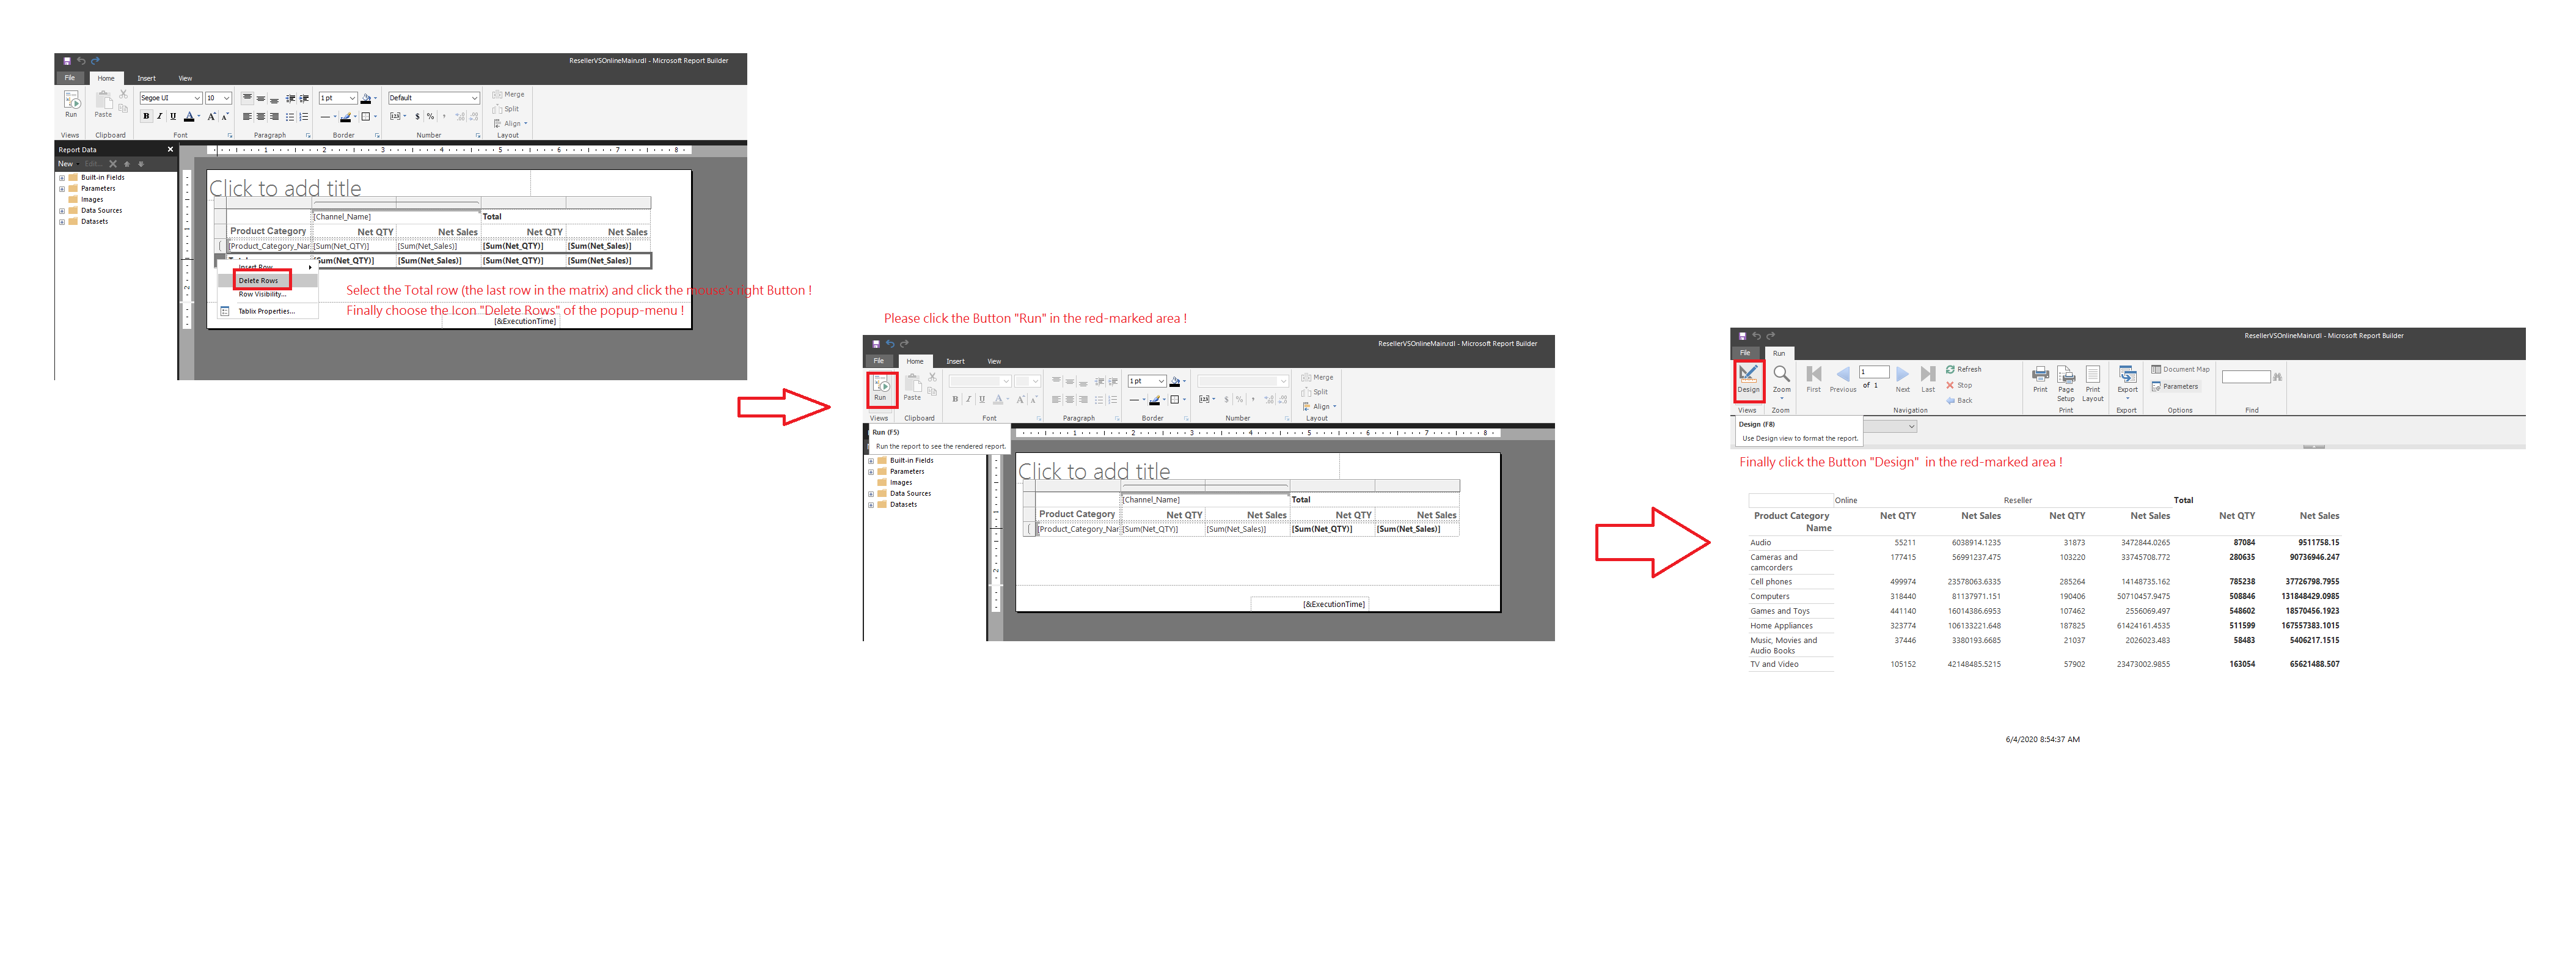 ResellerVSOnlineMain.rdl - Microsoft Report Builder
File Home Insert View
Segoe UI 10 1 pt Default Merge
Split
Run Paste B I U A A A $ % Align
Views Clipboard Font Paragraph Border Number Layout
Report Data
New Edit...
Built-in Fields
Parameters
Images
Data Sources
Datasets
1 2 3 4 5 6 7 8
Click to add title
[Channel_Name] Total
Product Category Net QTY Net Sales Net QTY Net Sales
[Product_Category_Nar [Sum(Net_QTY)] [Sum(Net_Sales)] [Sum(Net_QTY)] [Sum(Net_Sales)]
[Sum(Net_QTY)] [Sum(Net_Sales)] [Sum(Net_QTY)] [Sum(Net_Sales)]
Insert Row
Delete Rows
Row Visibility...
Tablix Properties...
Select the Total row (the last row in the matrix) and click the mouse's right Button !
Finally choose the Icon "Delete Rows" of the popup-menu !
[&ExecutionTime]
Please click the Button "Run" in the red-marked area !
ResellerVSOnlineMain.rdl - Microsoft Report Builder
File Home Insert View
1 pt Merge
Split
Run Paste B I U A A A $ % Align
Views Clipboard Font Paragraph Border Number Layout
Run (F5)
Run the report to see the rendered report.
Built-in Fields
Parameters
Images
Data Sources
Datasets
1 2 3 4 5 6 7 8
Click to add title
[Channel_Name] Total
Product Category Net QTY Net Sales Net QTY Net Sales
[Product_Category_Nar [Sum(Net_QTY)] [Sum(Net_Sales)] [Sum(Net_QTY)] [Sum(Net_Sales)]
[&ExecutionTime]
ResellerVSOnlineMain.rdl - Microsoft Report Builder
File Run
Design Zoom First Previous 1 of 1 Next Last Refresh Stop Back Print Page Setup Print Layout Export Document Map Parameters
Views Zoom Navigation Print Export Options Find
Design (F8)
Use Design view to format the report.
Finally click the Button "Design" in the red-marked area !
Online Reseller Total
Product Category Name Net QTY Net Sales Net QTY Net Sales Net QTY Net Sales
Audio 55211 6038914.1235 31873 3472844.0265 87084 9511758.15
Cameras and camcorders 177415 56991237.475 103220 33745708.772 280635 90736946.247
Cell phones 499974 23578063.6335 285264 14148735.162 785238 37726798.7955
Computers 318440 81137971.151 190406 50710457.9475 508846 131848429.0985
Games and Toys 441140 16014386.6953 107462 2556069.497 548602 18570456.1923
Home Appliances 323774 106133221.648 187825 61424161.4535 511599 167557383.1015
Music, Movies and Audio Books 37446 3380193.6685 21037 2026023.483 58483 5406217.1515
TV and Video 105152 42148485.5215 57902 23473002.9855 163054 65621488.507
6/4/2020 8:54:37 AM